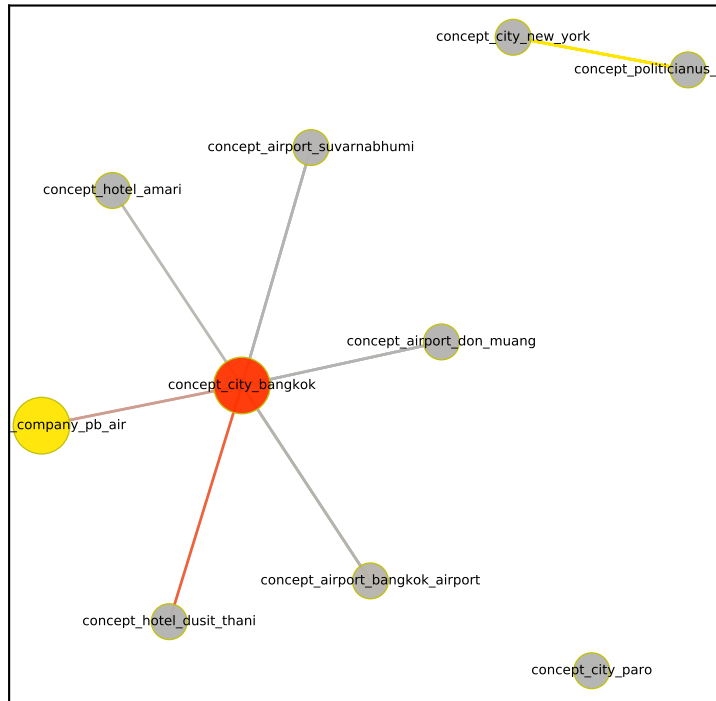 concept_city_new_york
concept_politicianus_
concept_airport_suvarnabhumi
concept_hotel_amari
concept_airport_don_muang
concept_city_bangkok
_company_pb_air
concept_airport_bangkok_airport
concept_hotel_dusit_thani
concept_city_paro